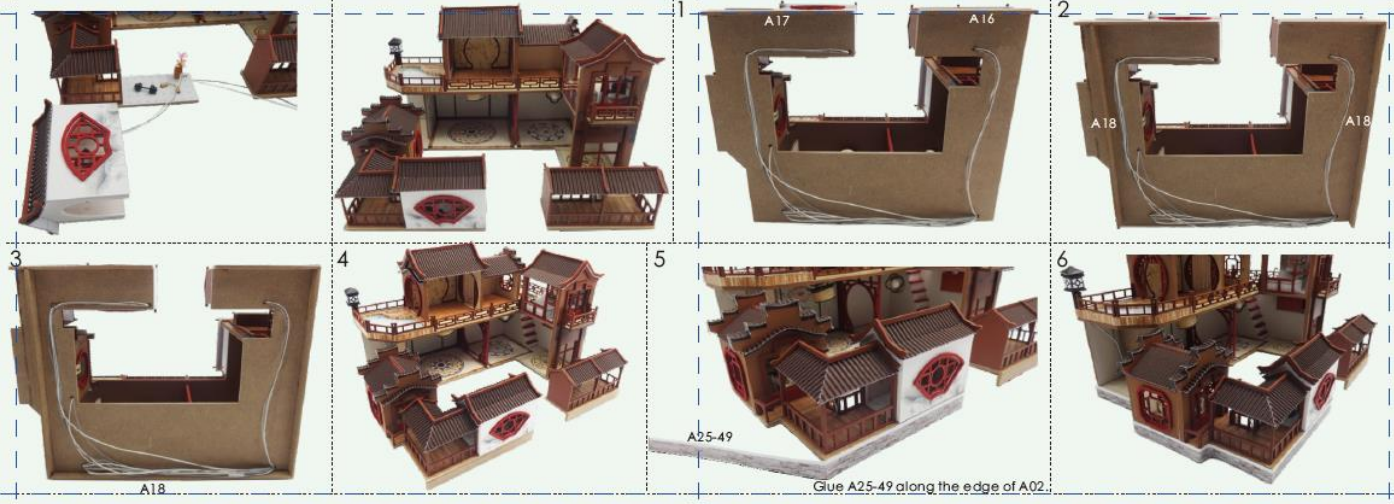 1
A17
A16
2
A18
A18
3
A18
4
5
A25-49
Glue A25-49 along the edge of A02.
6